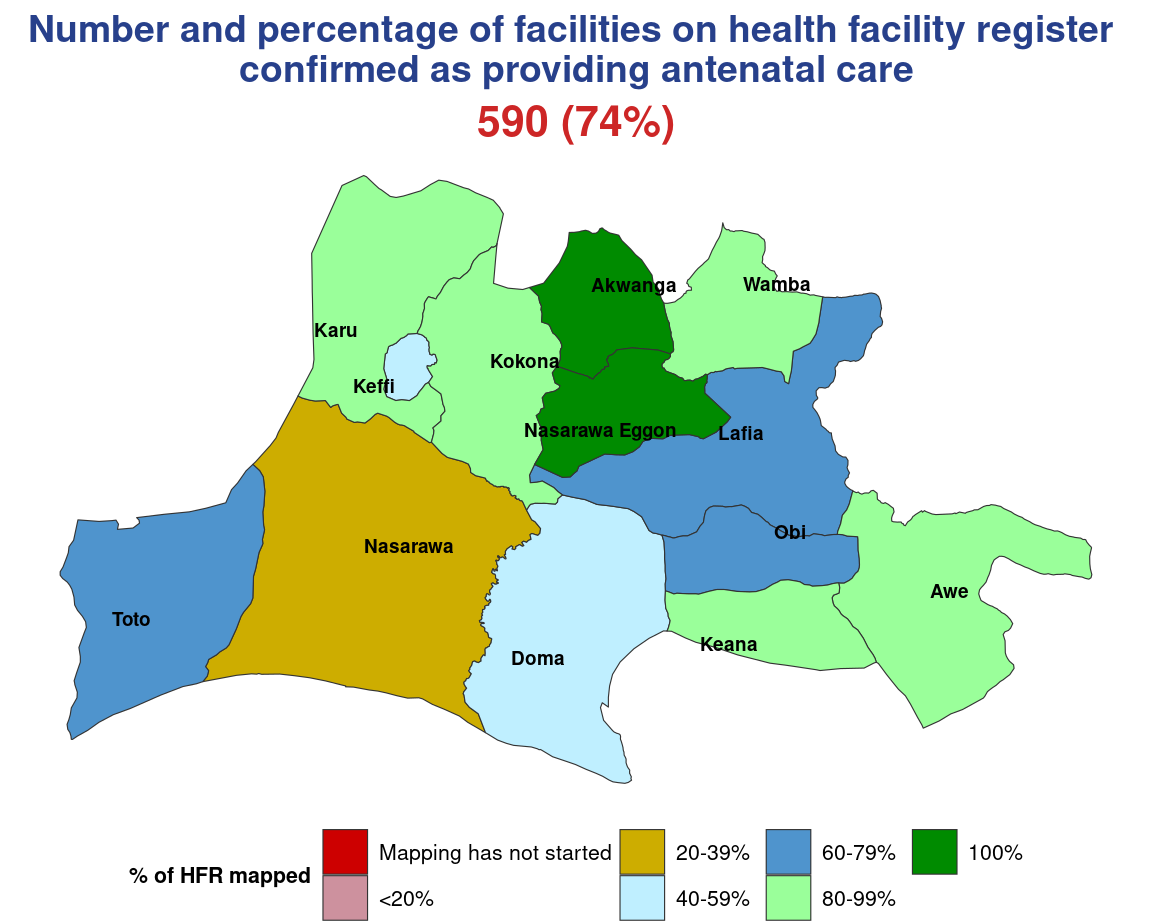 Number and percentage of facilities on health facility register
confirmed as providing antenatal care
590 (74%)
Akwanga
Wamba
Karu
Kokona
Keffi
Nasarawa Eggon
Lafia
Obi
Nasarawa
Awe
Toto
Keana
Doma
% of HFR mapped
Mapping has not started
20-39%
60-79%
100%
<20%
40-59%
80-99%